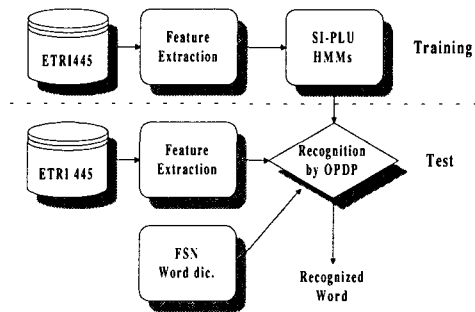 ETRI445
Feature
Extraction
SI-PLU
HMMs
Training
ETRI 445
Feature
Extraction
Recognition
by OPDP
Test
FSN
Word dic.
Recognized
Word